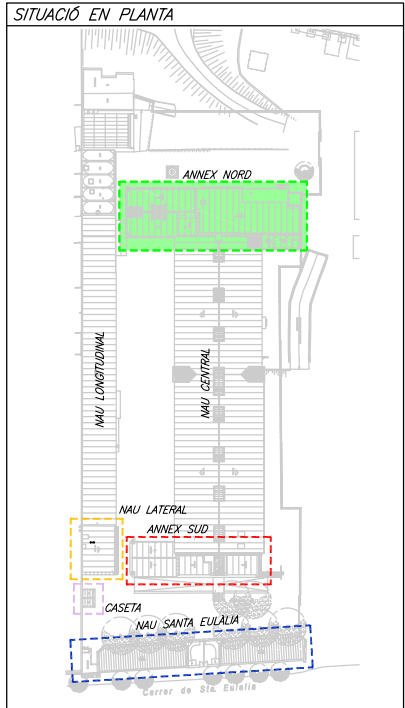 SITUACIÓ EN PLANTA
ANNEX NORD
NAU LONGITUDINAL
NAU CENTRAL
NAU LATERAL
ANNEX SUD
CASETA
NAU SANTA EULÀLIA
Carrer de Sta. Eulalia